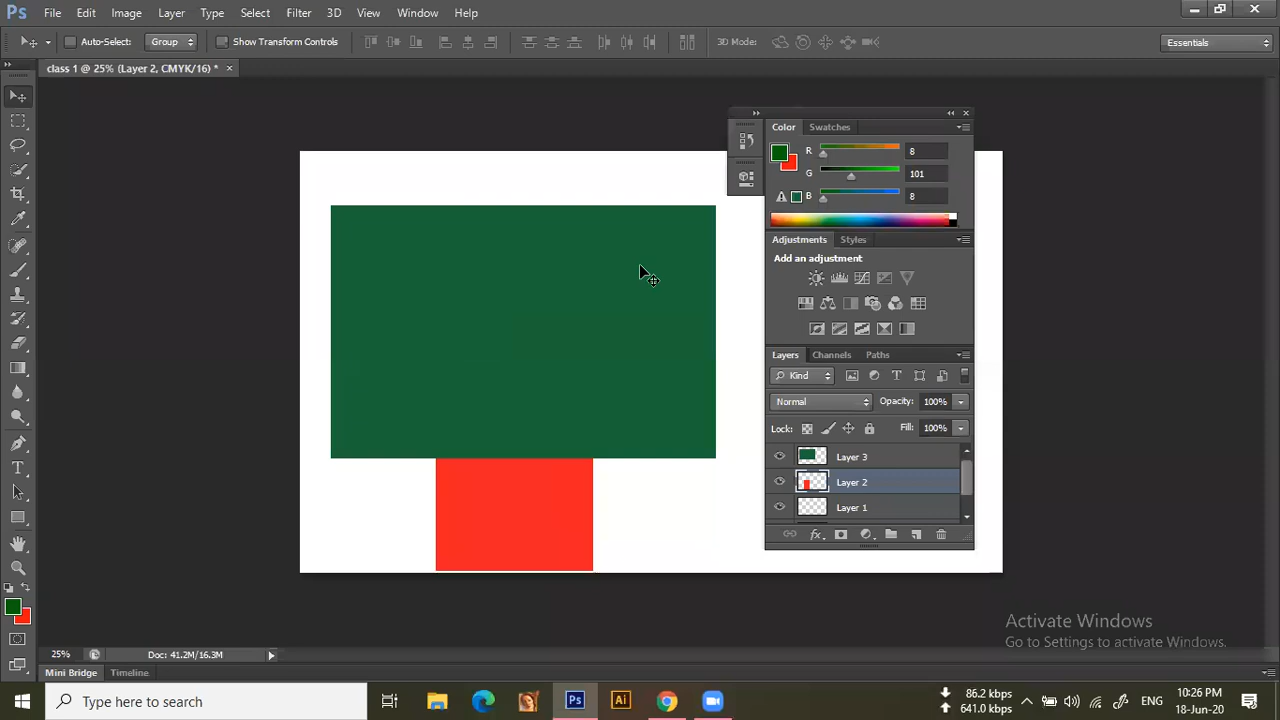 Ps File Edit Image Layer Type Select Filter 3D View Window Help
Auto-Select: Group Show Transform Controls 3D Mode: Essentials
class 1 @ 25% (Layer 2, CMYK/16) * ×
Color Swatches
R 8
G 101
B 8
Adjustments Styles
Add an adjustment
Layers Channels Paths
Kind
Normal Opacity: 100%
Lock: Fill: 100%
Layer 3
Layer 2
Layer 1
Activate Windows
Go to Settings to activate Windows.
25% Doc: 41.2M/16.3M
Mini Bridge Timeline
Type here to search
Ps Ai
86.2 kbps
641.0 kbps
ENG
10:26 PM
18-Jun-20